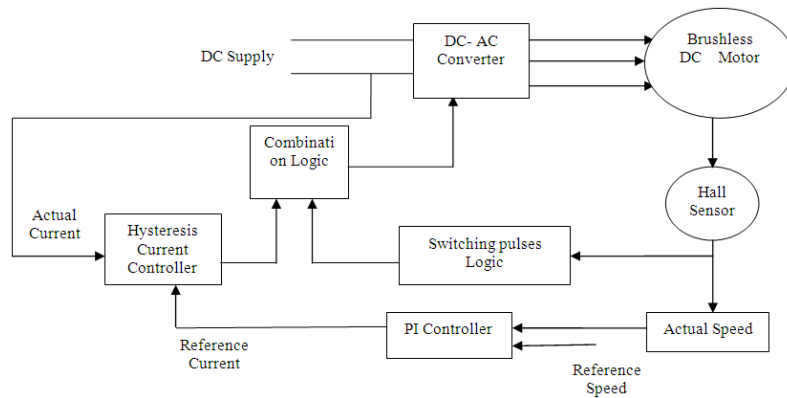 DC Supply
DC- AC
Converter
Brushless
DC Motor
Combinati
on Logic
Hall
Sensor
Actual
Current
Hysteresis
Current
Controller
Switching pulses
Logic
PI Controller
Actual Speed
Reference
Current
Reference
Speed